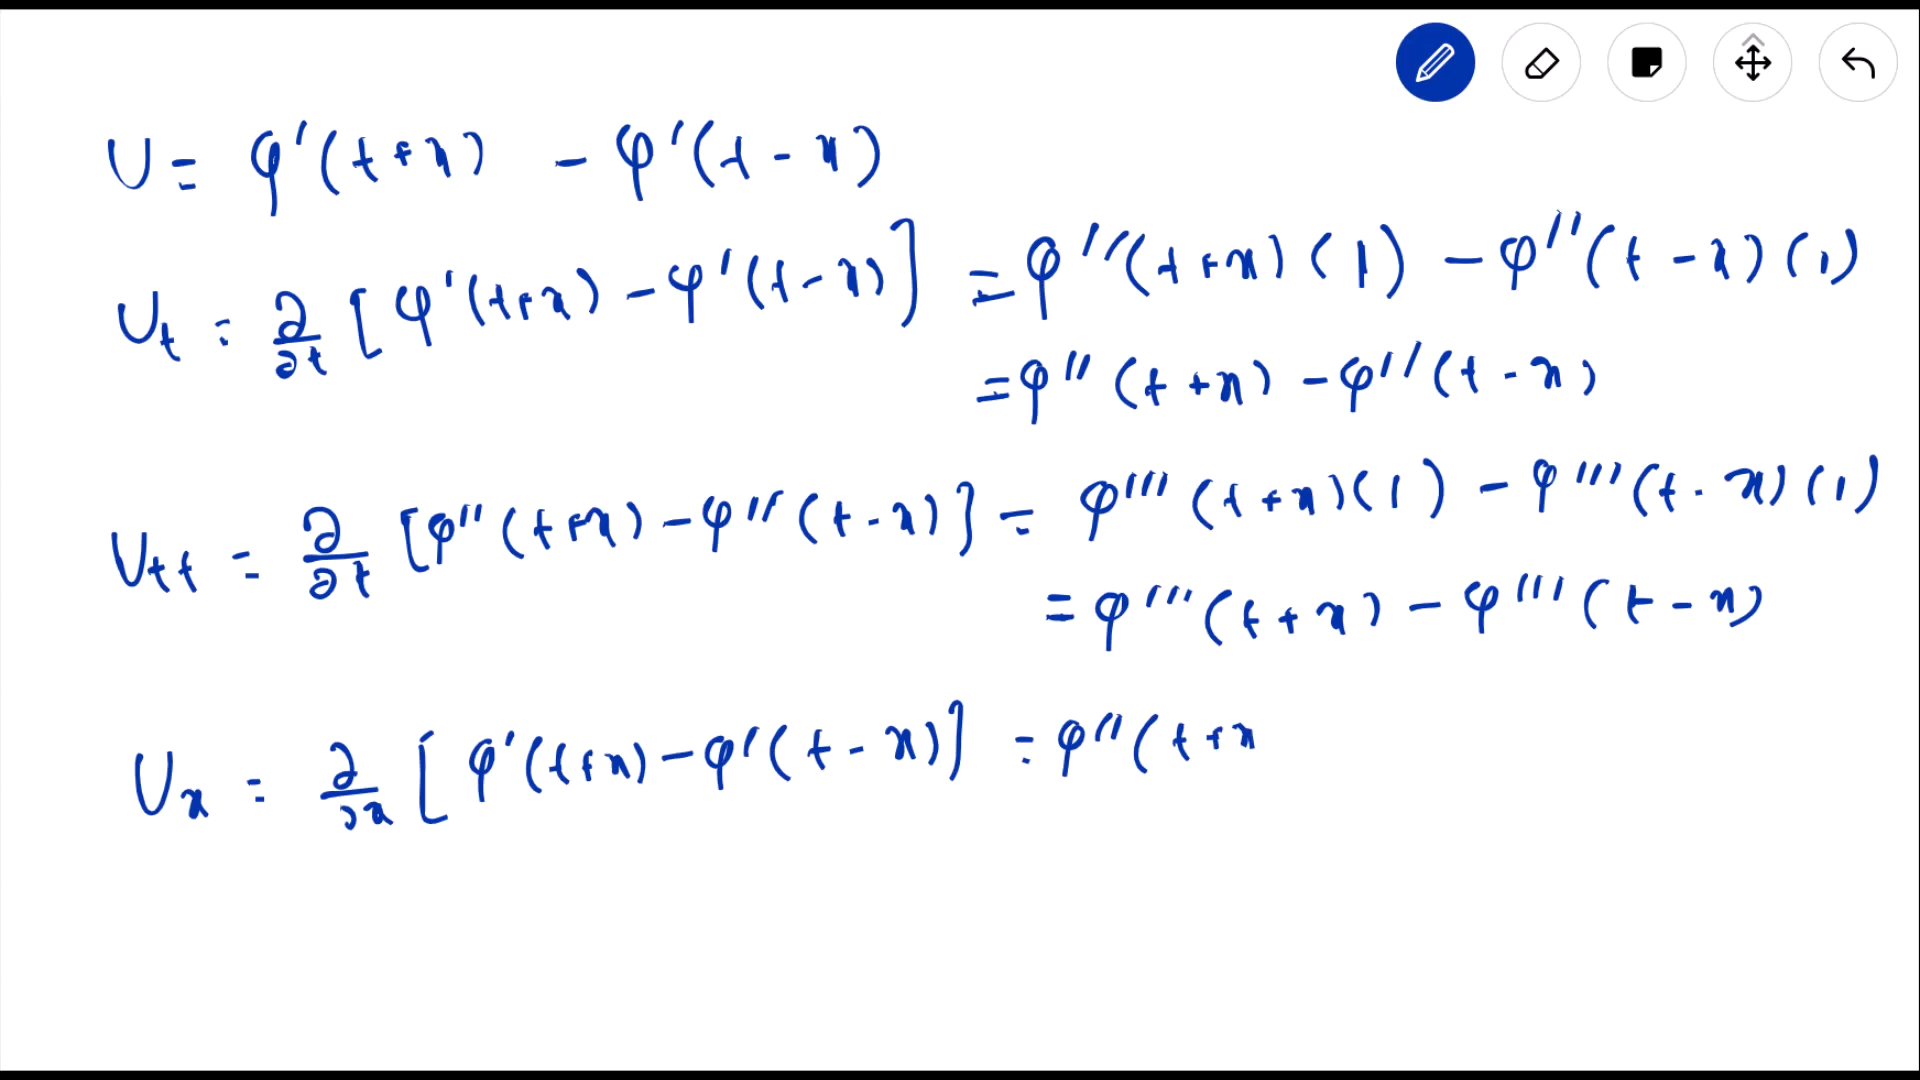 U = φ'(t+x) - φ'(t-x)
U_t = ∂/∂t [φ'(t+x) - φ'(t-x)] = φ''(t+x)(1) - φ''(t-x)(1)
= φ''(t+x) - φ''(t-x)
U_tt = ∂/∂t [φ''(t+x) - φ''(t-x)] = φ'''(t+x)(1) - φ'''(t-x)(1)
= φ'''(t+x) - φ'''(t-x)
U_x = ∂/∂x [φ'(t+x) - φ'(t-x)] = φ''(t+x